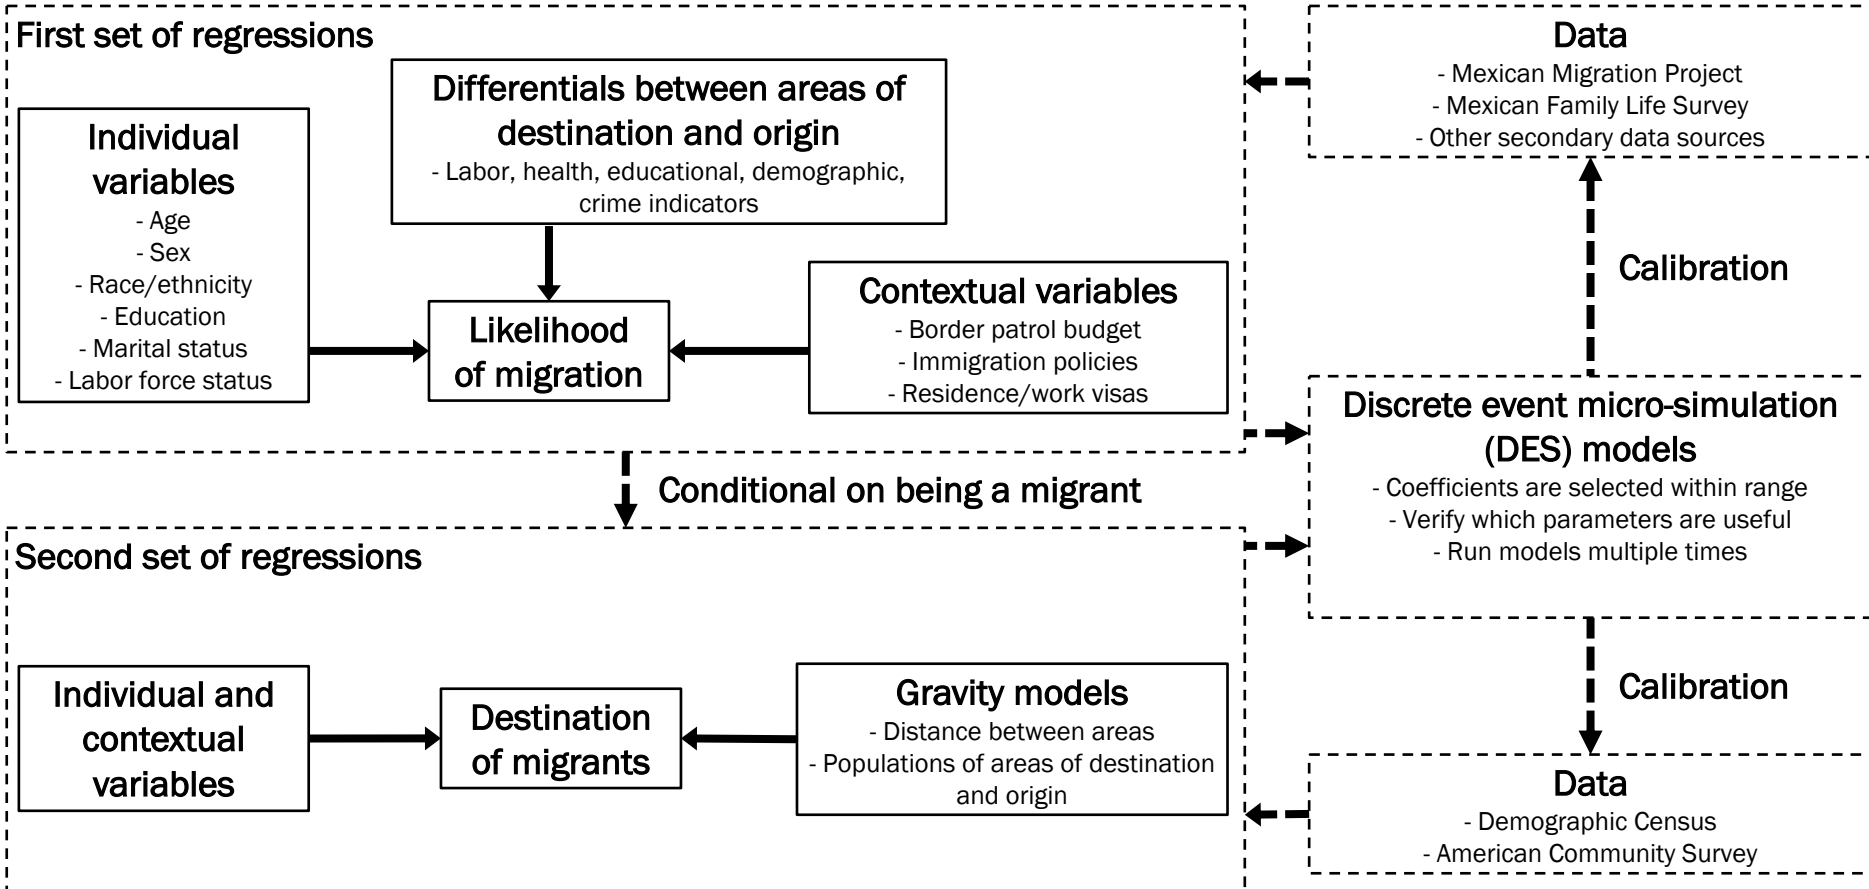 First set of regressions
Individual
variables
- Age
- Sex
- Race/ethnicity
- Education
- Marital status
- Labor force status
Differentials between areas of
destination and origin
- Labor, health, educational, demographic,
crime indicators
Likelihood
of migration
Contextual variables
- Border patrol budget
- Immigration policies
- Residence/work visas
Conditional on being a migrant
Second set of regressions
Individual and
contextual
variables
Destination
of migrants
Gravity models
- Distance between areas
- Populations of areas of destination
and origin
Data
- Mexican Migration Project
- Mexican Family Life Survey
- Other secondary data sources
Calibration
Discrete event micro-simulation
(DES) models
- Coefficients are selected within range
- Verify which parameters are useful
- Run models multiple times
Calibration
Data
- Demographic Census
- American Community Survey